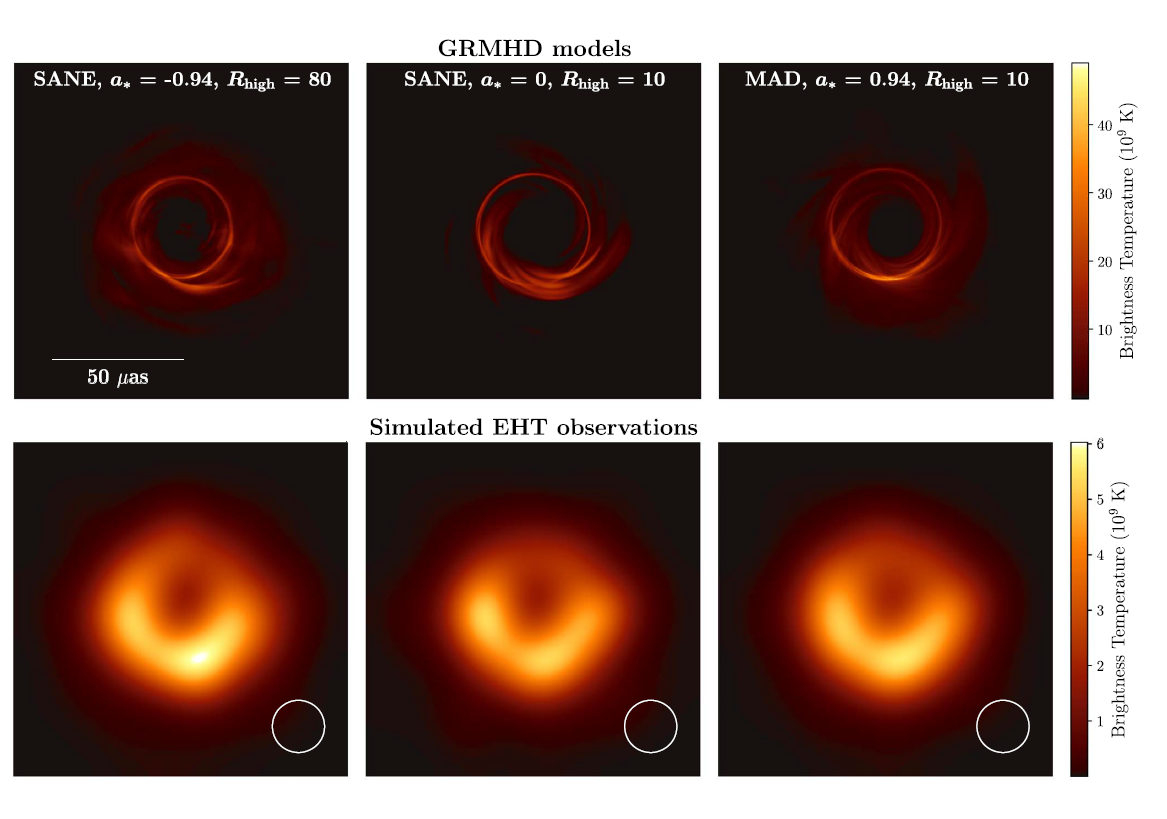 GRMHD models
SANE, a* = -0.94, Rhigh = 80
SANE, a* = 0, Rhigh = 10
MAD, a* = 0.94, Rhigh = 10
50 μas
40
30
20
10
Brightness Temperature (10⁹ K)
Simulated EHT observations
6
5
4
3
2
1
Brightness Temperature (10⁹ K)